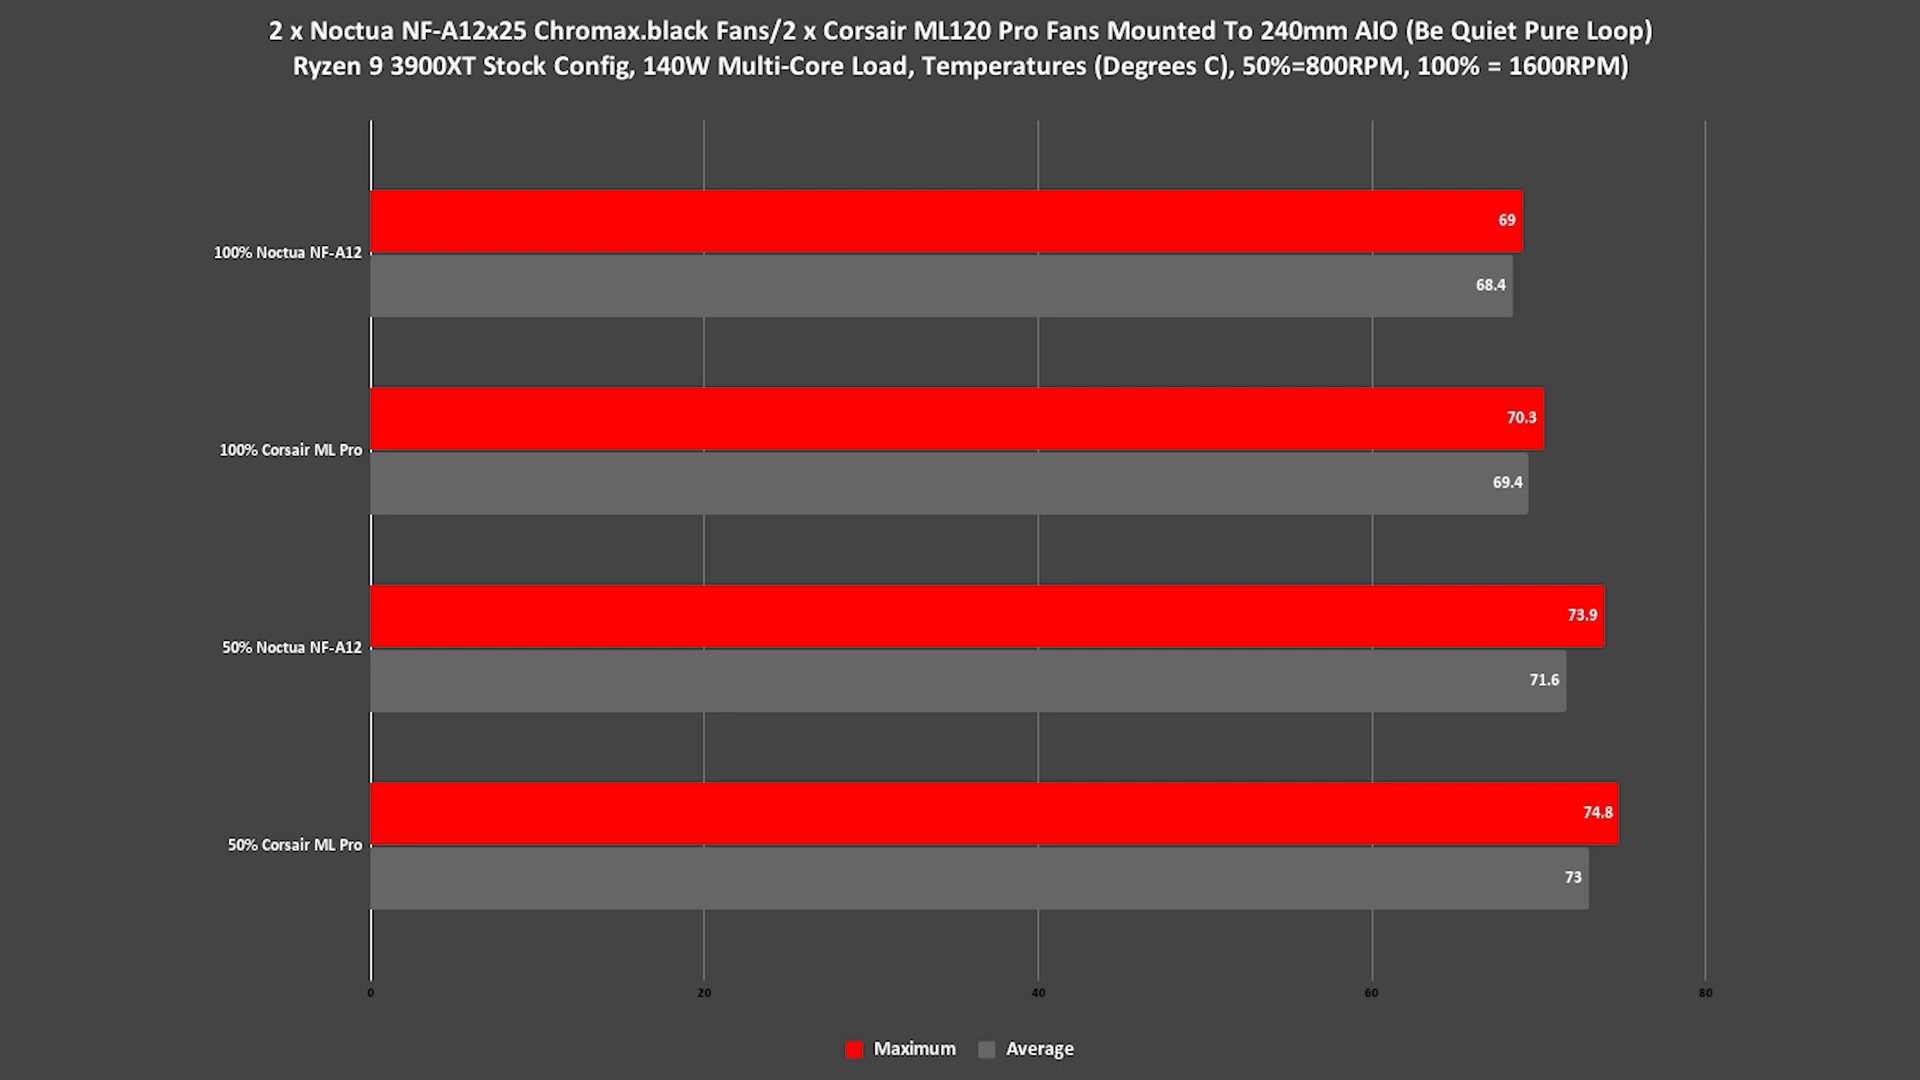 2 x Noctua NF-A12x25 Chromax.black Fans/2 x Corsair ML120 Pro Fans Mounted To 240mm AIO (Be Quiet Pure Loop)
Ryzen 9 3900XT Stock Config, 140W Multi-Core Load, Temperatures (Degrees C), 50%=800RPM, 100% = 1600RPM)
69
100% Noctua NF-A12
68.4
70.3
100% Corsair ML Pro
69.4
73.9
50% Noctua NF-A12
71.6
74.8
50% Corsair ML Pro
73
0 20 40 60 80
Maximum Average